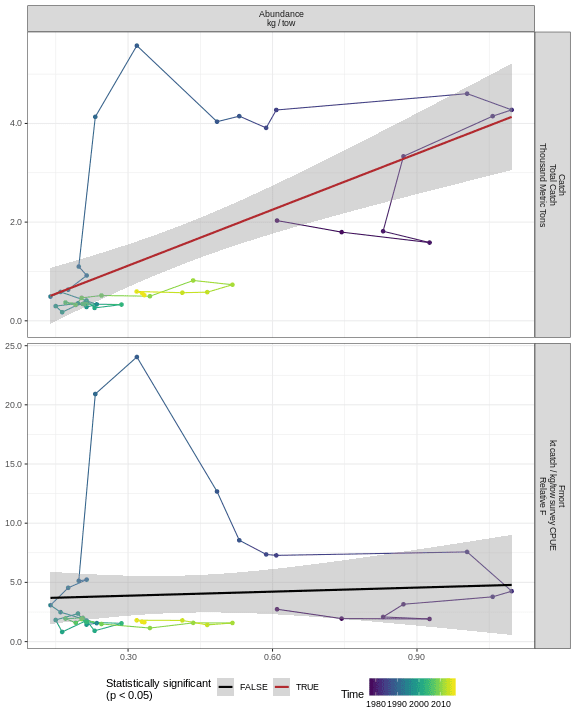 Abundance
kg / tow
4.0
2.0
0.0
Catch
Total Catch
Thousand Metric Tons
25.0
20.0
15.0
10.0
5.0
0.0
Fmort
kt catch / kg/tow survey CPUE
Relative F
0.30 0.60 0.90
Statistically significant
(p < 0.05)
FALSE TRUE
Time
1980 1990 2000 2010